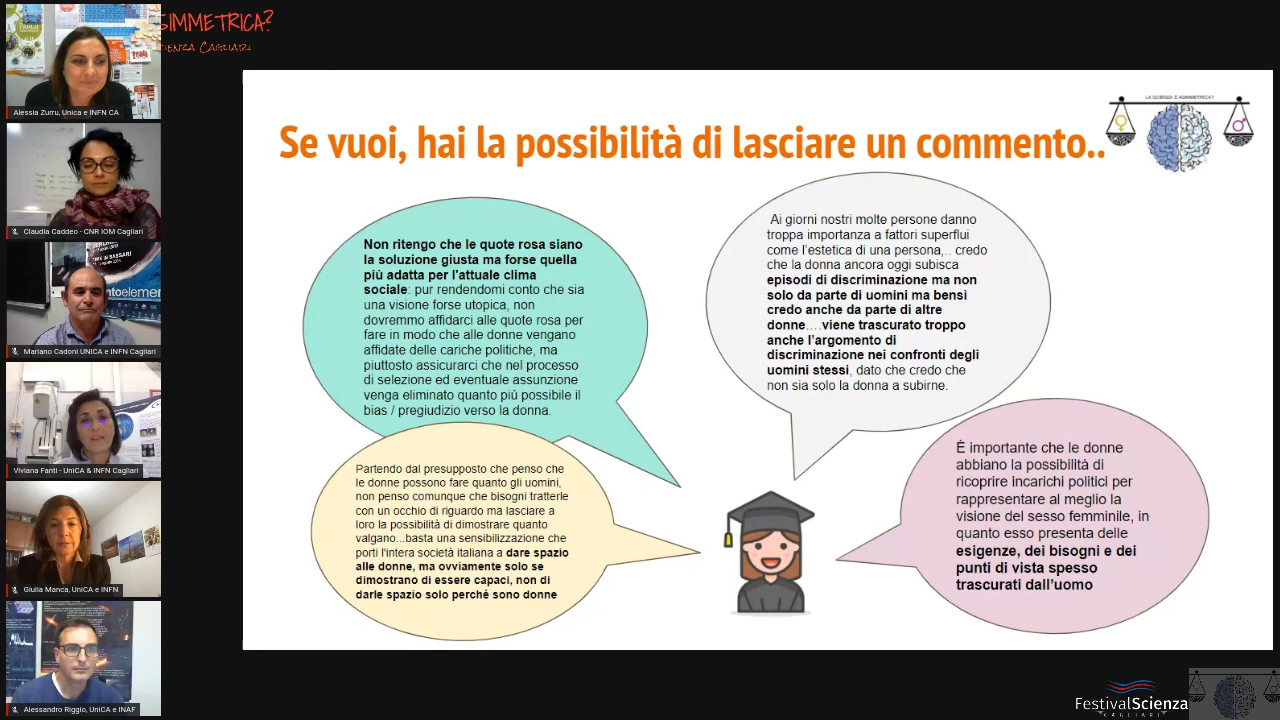 SIMMETRICA?
IENZA CAGLIARI
Alessia Zurru, Unica e INFN CA
Claudia Caddeo - CNR IOM Cagliari
Mariano Cadoni UNICA e INFN Cagliari
Viviana Fanti - UniCA & INFN Cagliari
Giulia Manca, UniCA e INFN
Alessandro Riggio, UniCA e INAF
LA SCIENZA È ASIMMETRICA?
Se vuoi, hai la possibilità di lasciare un commento..
Non ritengo che le quote rosa siano
la soluzione giusta ma forse quella
più adatta per l'attuale clima
sociale: pur rendendomi conto che sia
una visione forse utopica, non
dovremmo affidarci alle quote rosa per
fare in modo che alle donne vengano
affidate delle cariche politiche, ma
piuttosto assicurarci che nel processo
di selezione ed eventuale assunzione
venga eliminato quanto più possibile il
bias / pregiudizio verso la donna.
Ai giorni nostri molte persone danno
troppa importanza a fattori superflui
come l'estetica di una persona,.. credo
che la donna ancora oggi subisca
episodi di discriminazione ma non
solo da parte di uomini ma bensì
credo anche da parte di altre
donne....viene trascurato troppo
anche l'argomento di
discriminazione nei confronti degli
uomini stessi, dato che credo che
non sia solo la donna a subirne.
Partendo dal presupposto che penso che
le donne possono fare quanto gli uomini,
non penso comunque che bisogni tratterle
con un occhio di riguardo ma lasciare a
loro la possibilità di dimostrare quanto
valgano...basta una sensibilizzazione che
porti l'intera società italiana a dare spazio
alle donne, ma ovviamente solo se
dimostrano di essere capaci, non di
darle spazio solo perchè sono donne
È importante che le donne
abbiano la possibilità di
ricoprire incarichi politici per
rappresentare al meglio la
visione del sesso femminile, in
quanto esso presenta delle
esigenze, dei bisogni e dei
punti di vista spesso
trascurati dall'uomo
FestivalScienza
CAGLIARI